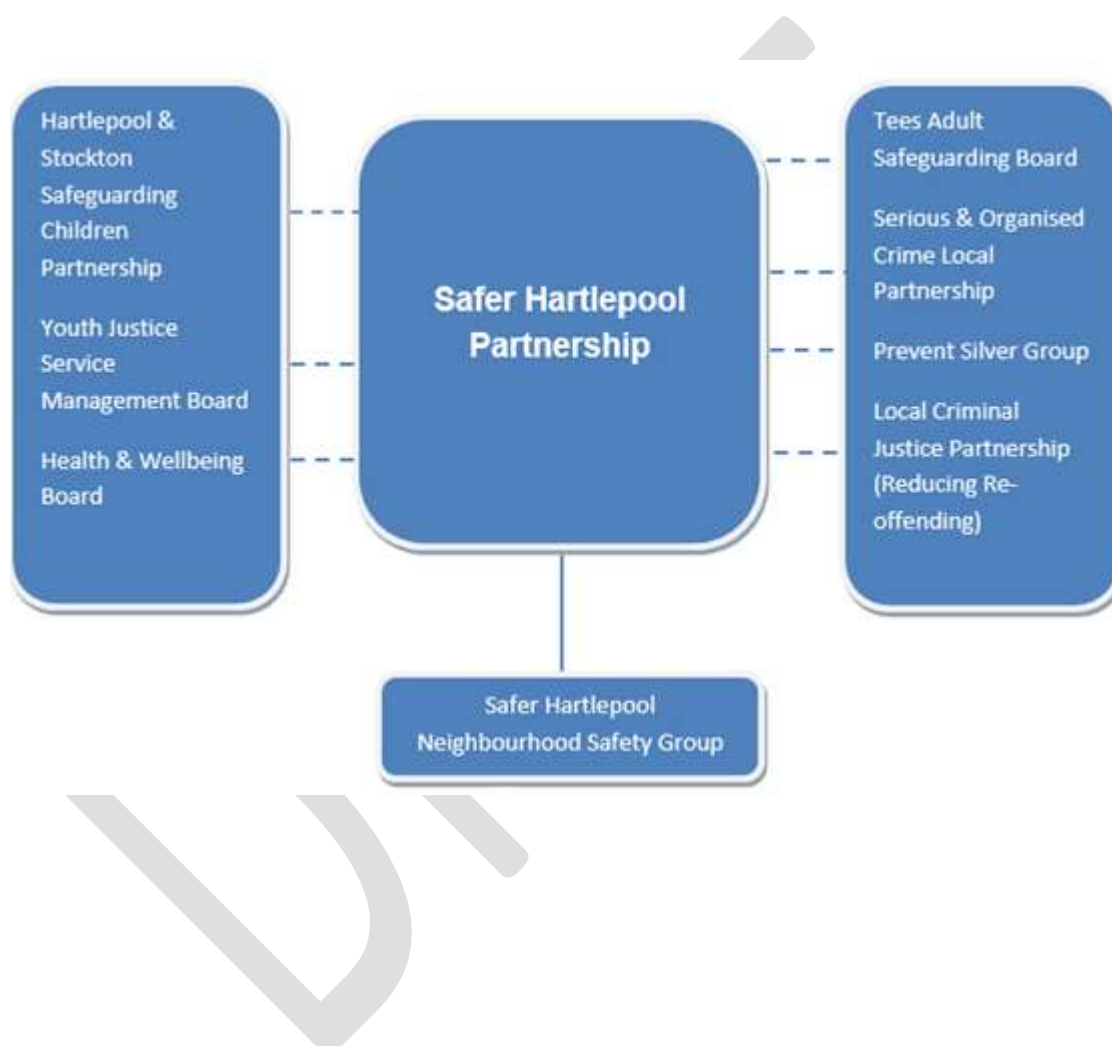 Hartlepool &
Stockton
Safeguarding
Children
Partnership
Youth Justice
Service
Management Board
Health & Wellbeing
Board
Safer Hartlepool
Partnership
Tees Adult
Safeguarding Board
Serious & Organised
Crime Local
Partnership
Prevent Silver Group
Local Criminal
Justice Partnership
(Reducing Re-
offending)
Safer Hartlepool
Neighbourhood Safety Group